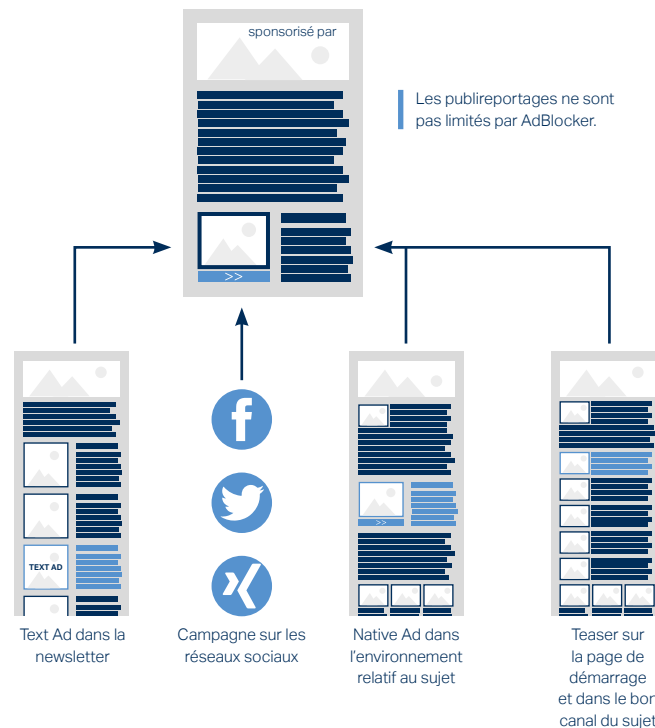 sponsorisé par
Les publireportages ne sont
pas limités par AdBlocker.
>>
>>
TEXT AD
Text Ad dans la
newsletter
Campagne sur les
réseaux sociaux
Native Ad dans
l'environnement
relatif au sujet
Teaser sur
la page de
démarrage
et dans le bon
canal du sujet